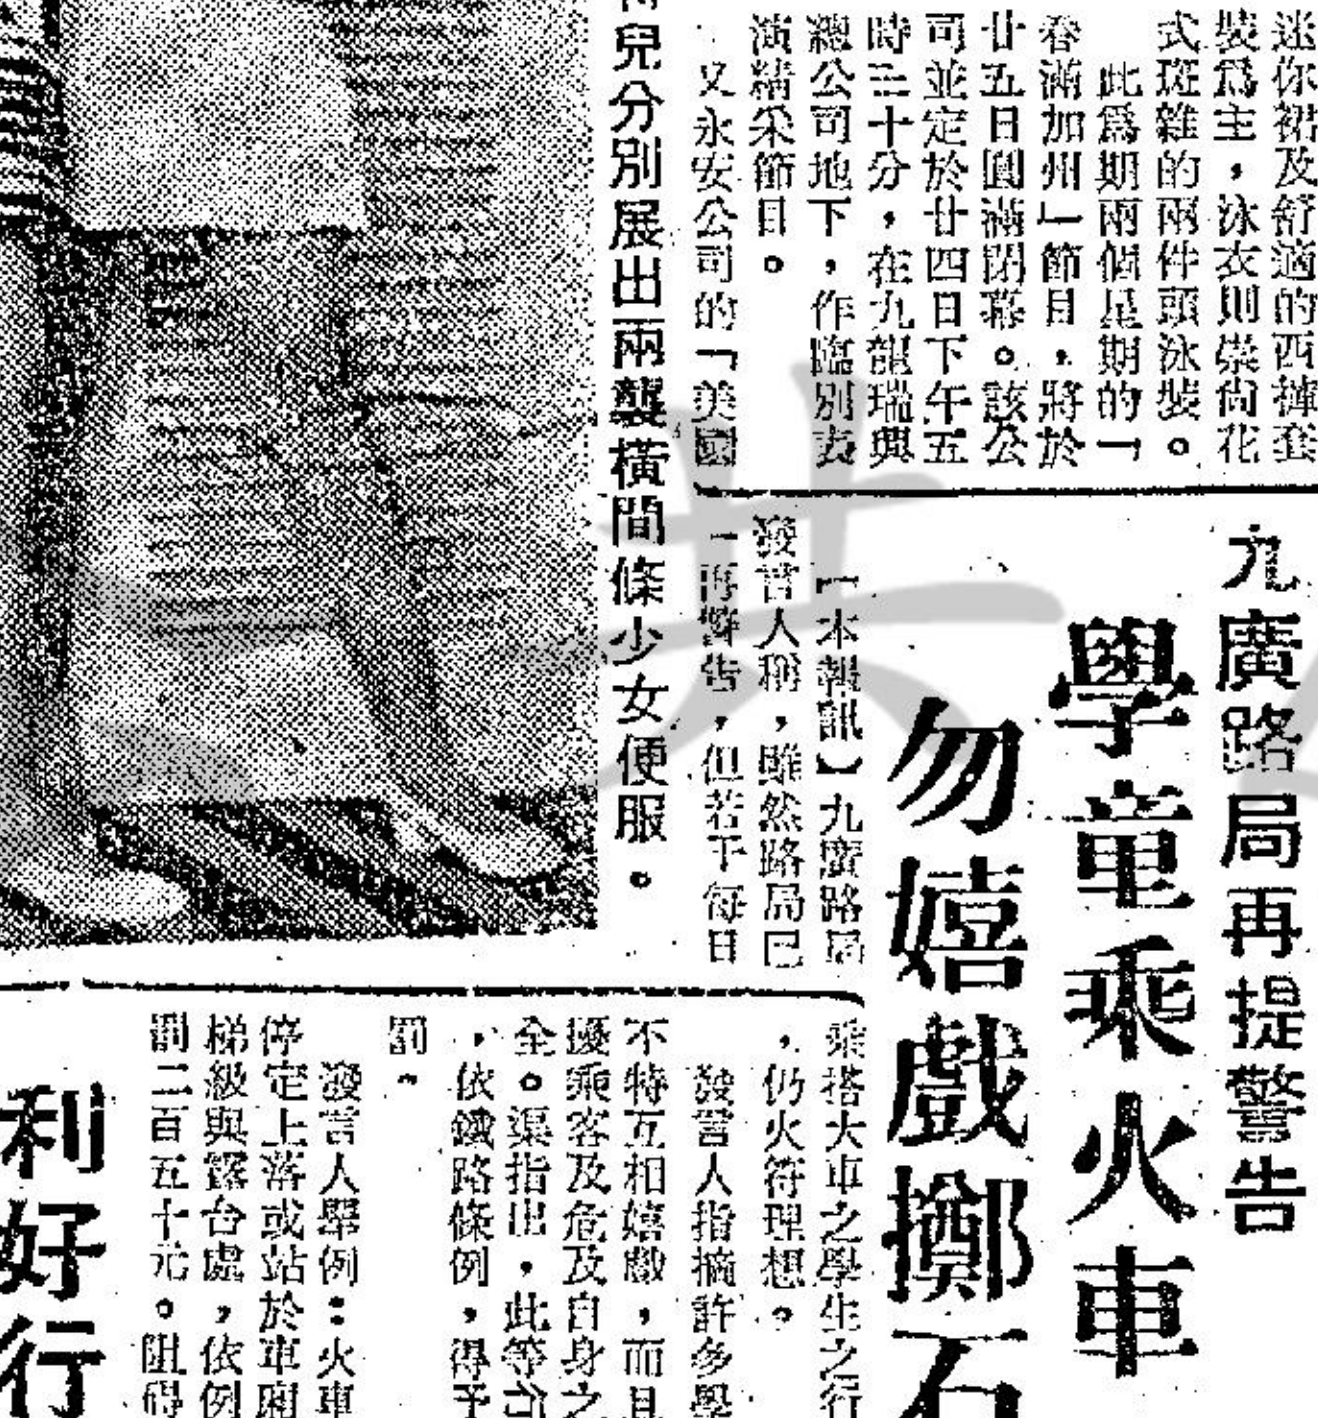 迷你裙及舒適的西褲套
裝爲主，泳衣則崇尚花
式斑雜的兩件頭泳裝。
此爲期兩個星期的「
春滿加州」節目，將於
廿五日圓滿閉幕。該公
司並定於廿四日下午五
時三十分，在九龍瑞興
總公司地下，作臨別表
演精采節目。
又永安公司的「美國
兒分別展出兩襲橫間條少女便服。
九廣路局再提警告
學童乘火車
勿嬉戲擲石
【本報訊】九廣路局
發言人稱，雖然路局已
一再警告，但若干每日
乘搭火車之學生之行
，仍火符理想。
發言人指摘許多學
不特互相嬉戲，而且
擾乘客及危及自身之
全。渠指出，此等行
，依鐵路條例，得予
罰。
發言人舉例：火車
停定上落或站於車廂
梯級與露台處，依例
罰二百五十元。阻碍
利好行
共